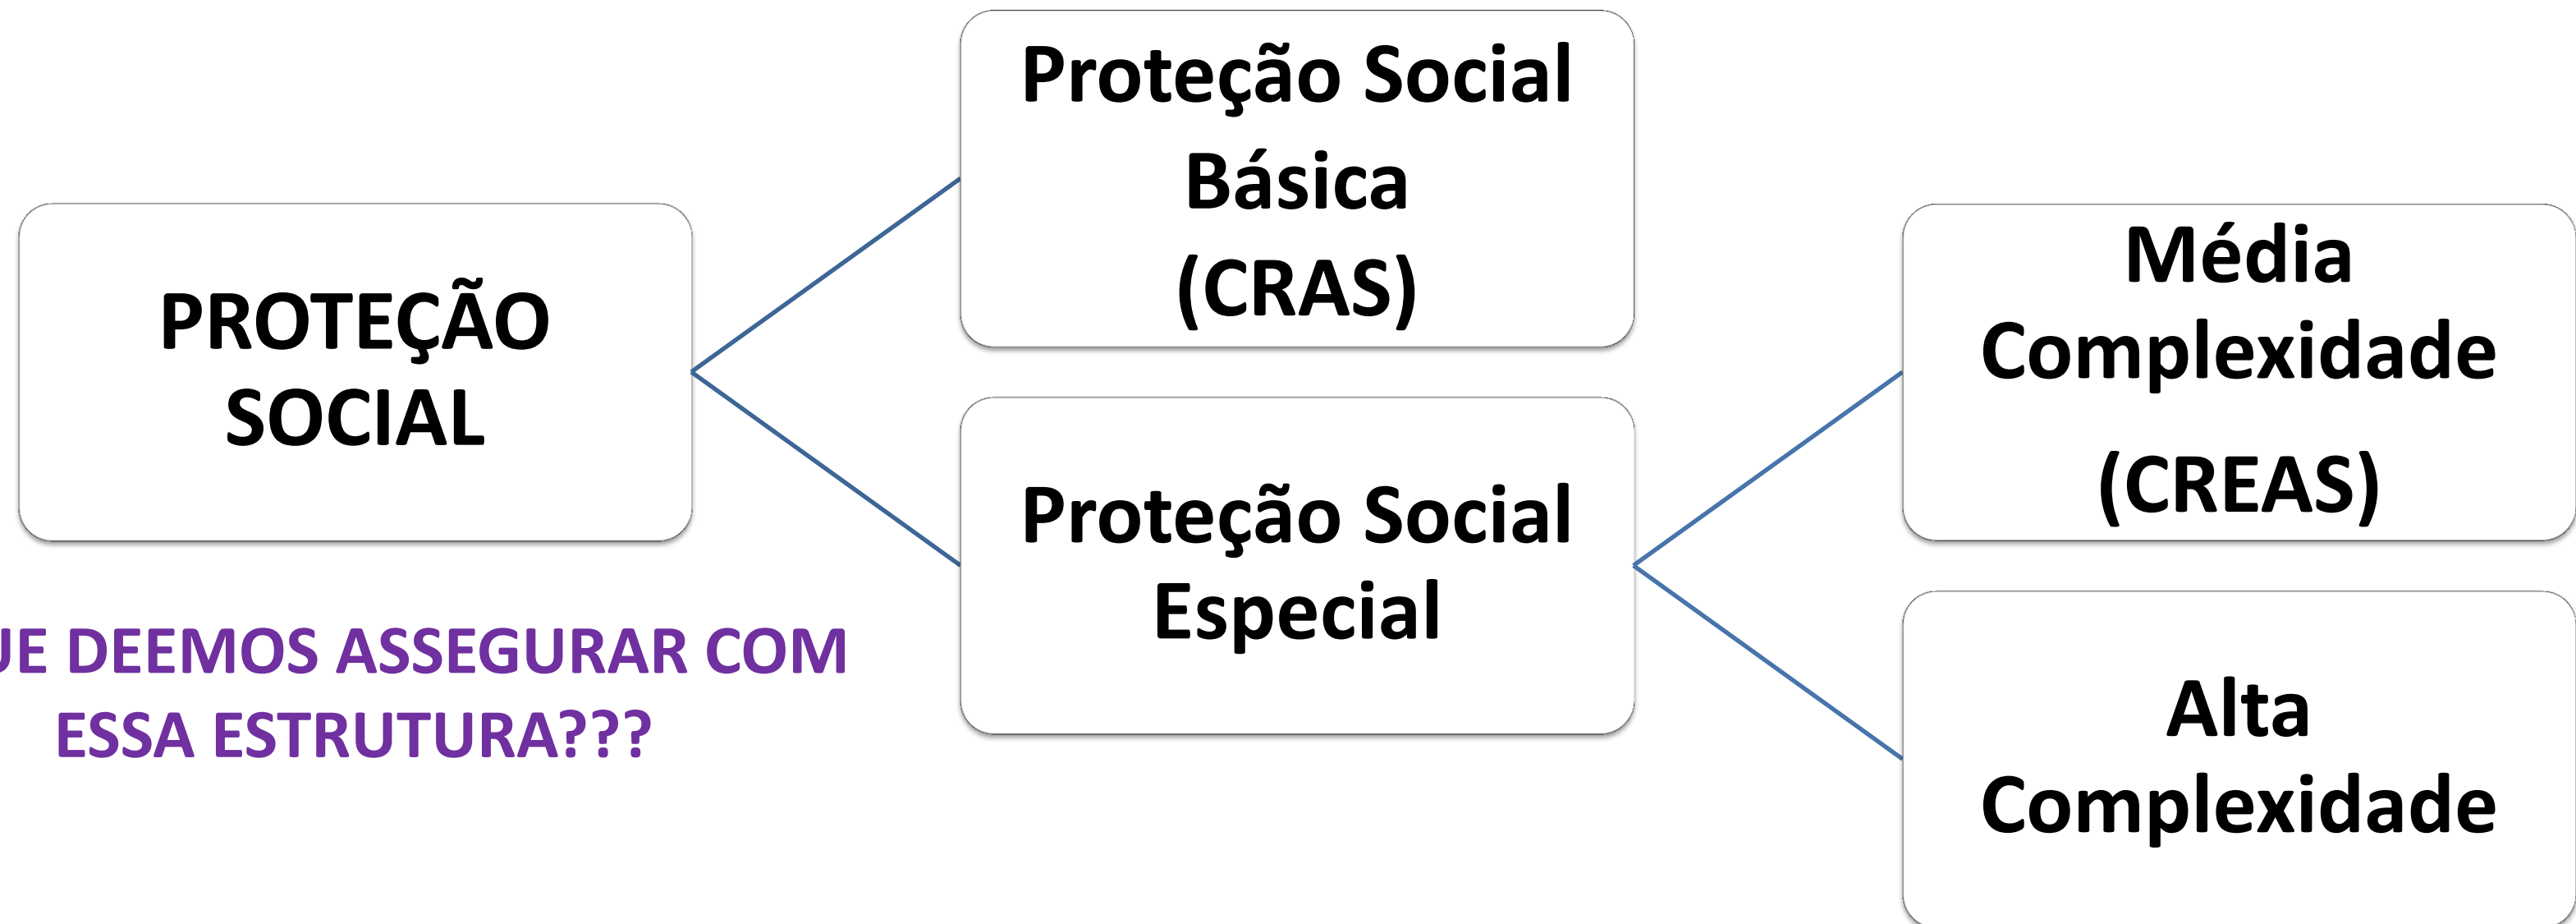 PROTEÇÃO
SOCIAL
Proteção Social
Básica
(CRAS)
Proteção Social
Especial
Média
Complexidade
(CREAS)
Alta
Complexidade
DEEMOS ASSEGURAR COM
ESSA ESTRUTURA???